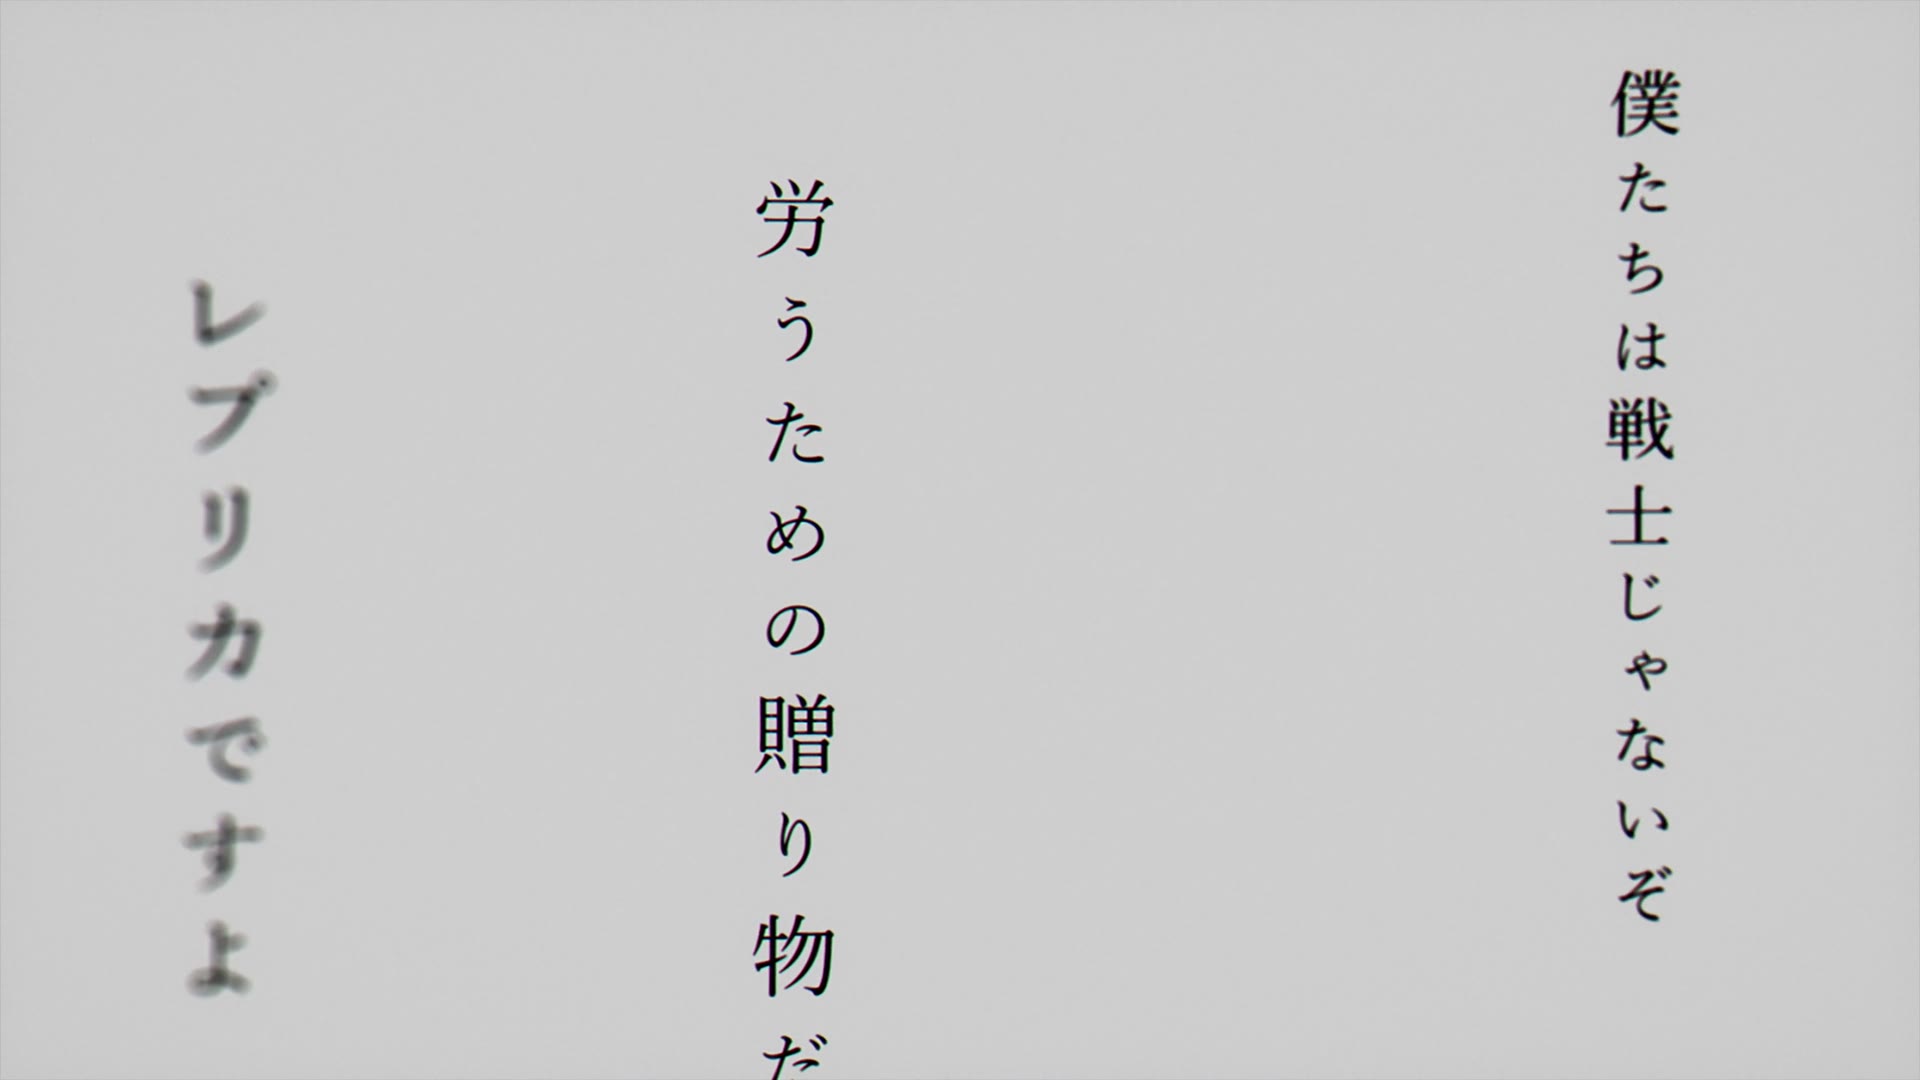 僕たちは戦士じゃないぞ
労うための贈り物だ
レプリカですよ